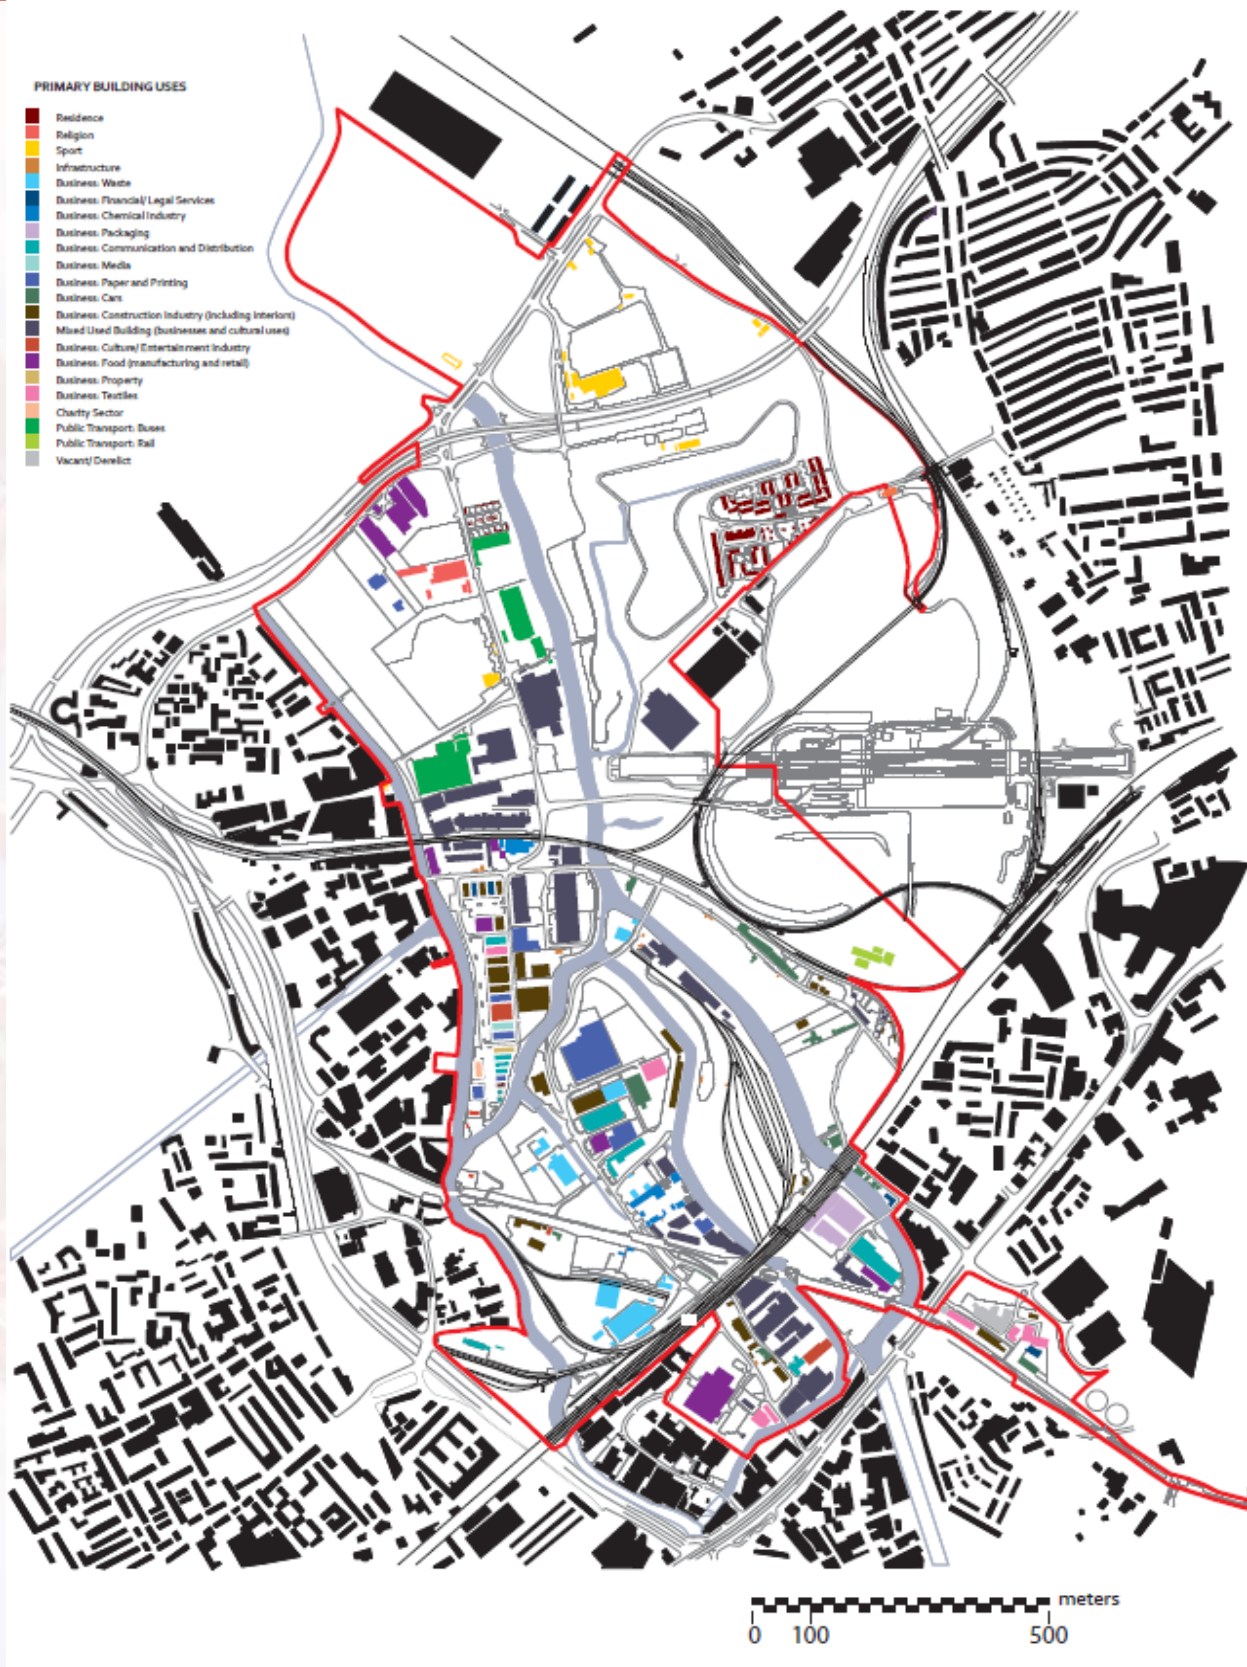 PRIMARY BUILDING USES
Residence
Religion
Sport
Infrastructure
Business: Waste
Business: Financial/ Legal Services
Business: Chemical Industry
Business: Packaging
Business: Communication and Distribution
Business: Media
Business: Paper and Printing
Business: Cars
Business: Construction Industry (including interiors)
Mixed Used Building (businesses and cultural uses)
Business: Culture/ Entertainment Industry
Business: Food (manufacturing and retail)
Business: Property
Business: Textiles
Charity Sector
Public Transport: Buses
Public Transport: Rail
Vacant/ Derelict
meters
0 100 500